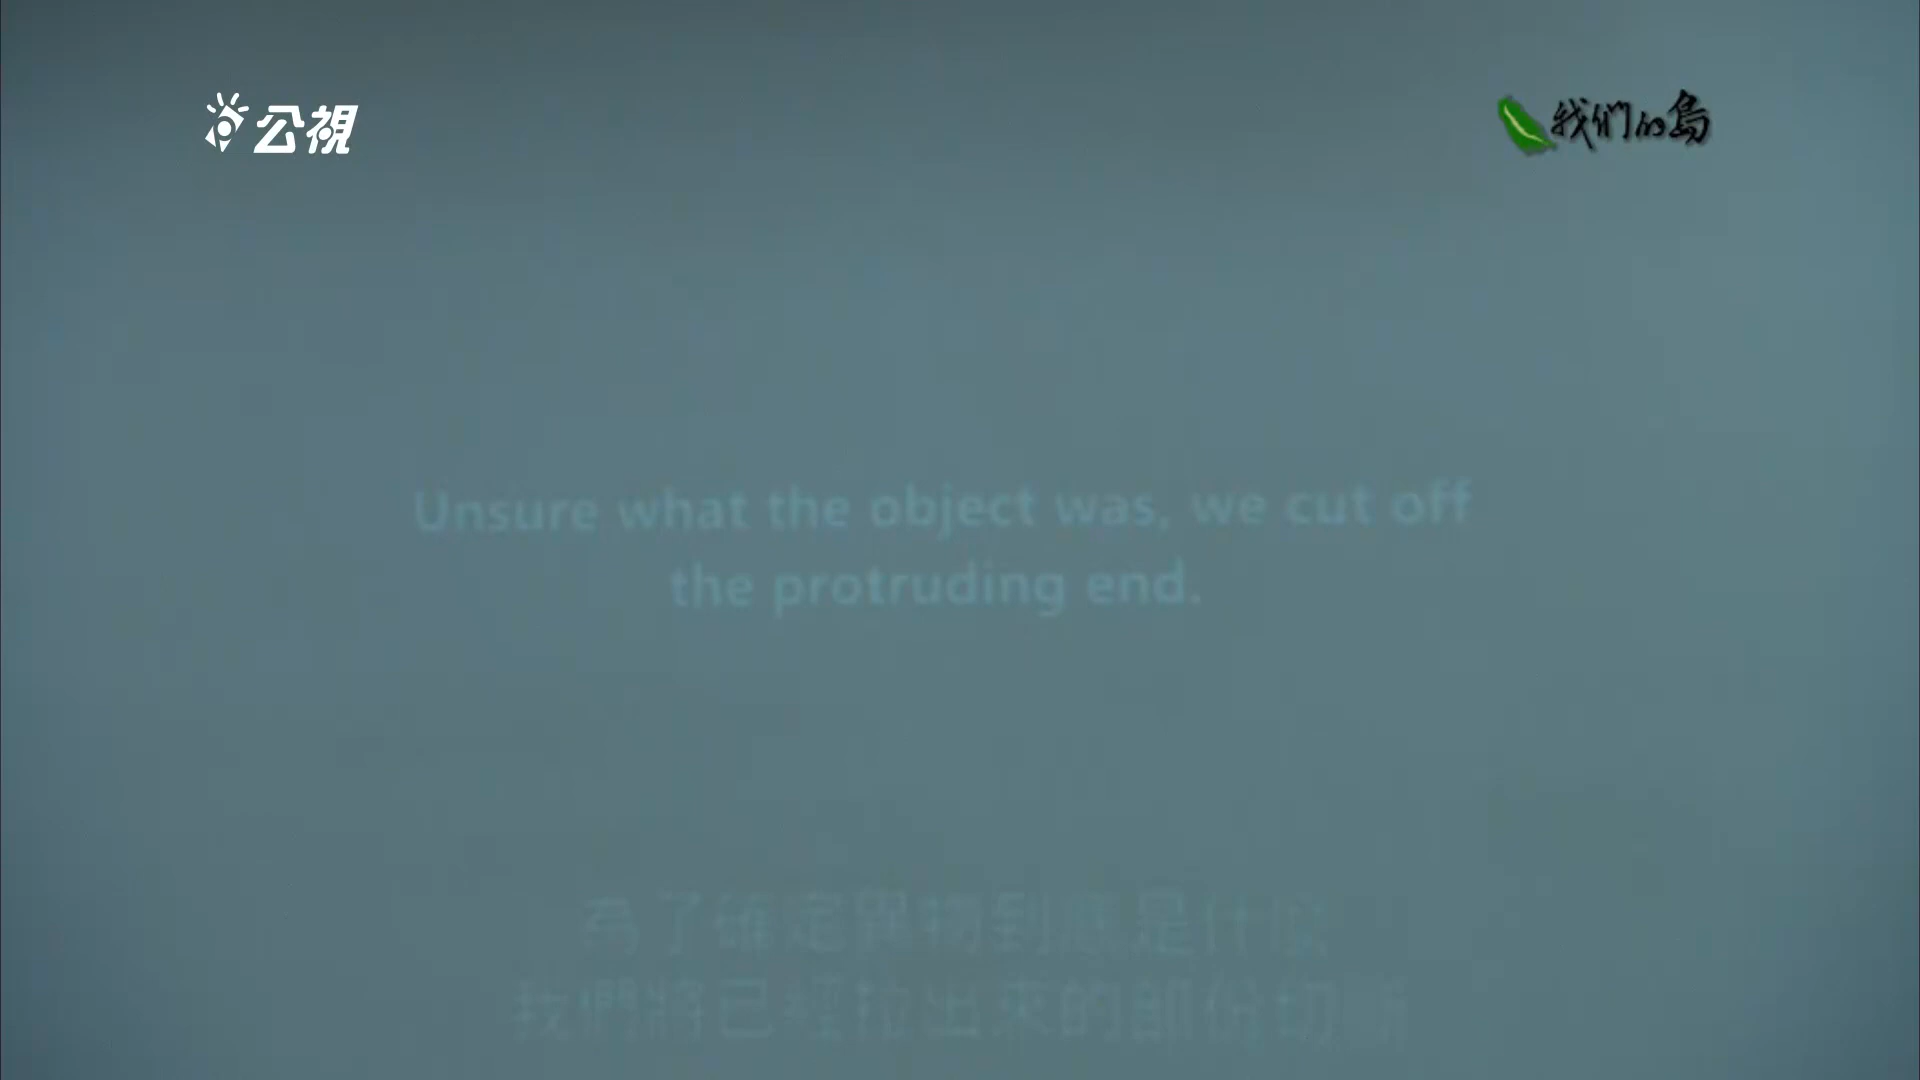 公視
我們的島
Unsure what the object was, we cut off
the protruding end.
為了確定異物到底是什麼
我們將已經拉出來的部份切